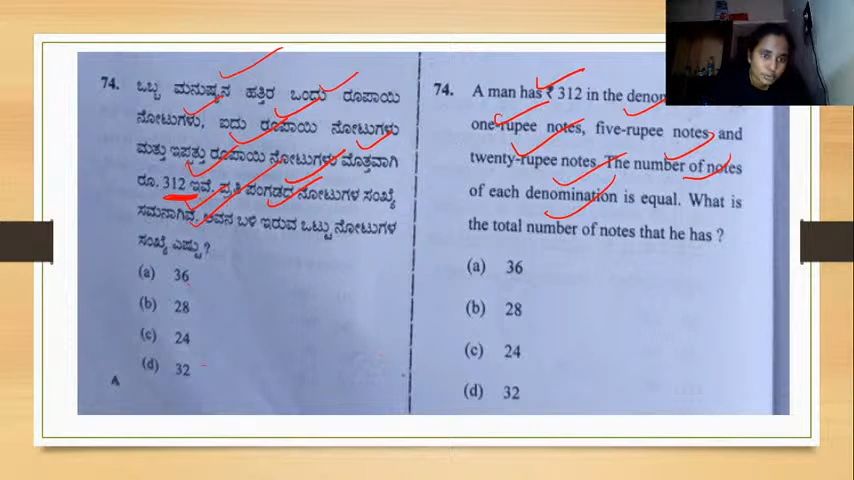 74. ಒಬ್ಬ ಮನುಷ್ಯನ ಹತ್ತಿರ ಒಂದು ರೂಪಾಯಿ
ನೋಟುಗಳು, ಐದು ರೂಪಾಯಿ ನೋಟುಗಳು
ಮತ್ತು ಇಪ್ಪತ್ತು ರೂಪಾಯಿ ನೋಟುಗಳು ಮೊತ್ತವಾಗಿ
ರೂ. 312 ಇವೆ. ಪ್ರತಿ ಪಂಗಡದ ನೋಟುಗಳ ಸಂಖ್ಯೆ
ಸಮನಾಗಿವೆ. ಅವನ ಬಳಿ ಇರುವ ಒಟ್ಟು ನೋಟುಗಳ
ಸಂಖ್ಯೆ ಎಷ್ಟು ?
(a) 36
(b) 28
(c) 24
(d) 32
A
74. A man has ₹ 312 in the
one-rupee notes, five-rupee notes and
twenty-rupee notes. The number of notes
of each denomination is equal. What is
the total number of notes that he has ?
(a) 36
(b) 28
(c) 24
(d) 32